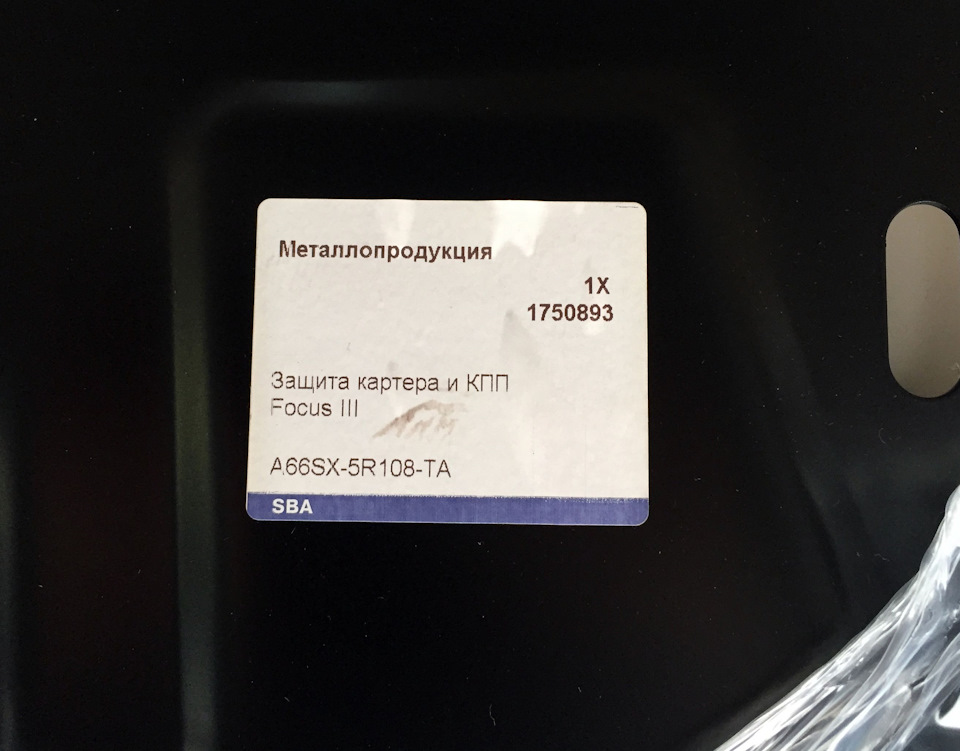 Металлопродукция
1X
1750893
Защита картера и КПП
Focus III
A66SX-5R108-TA
SBA